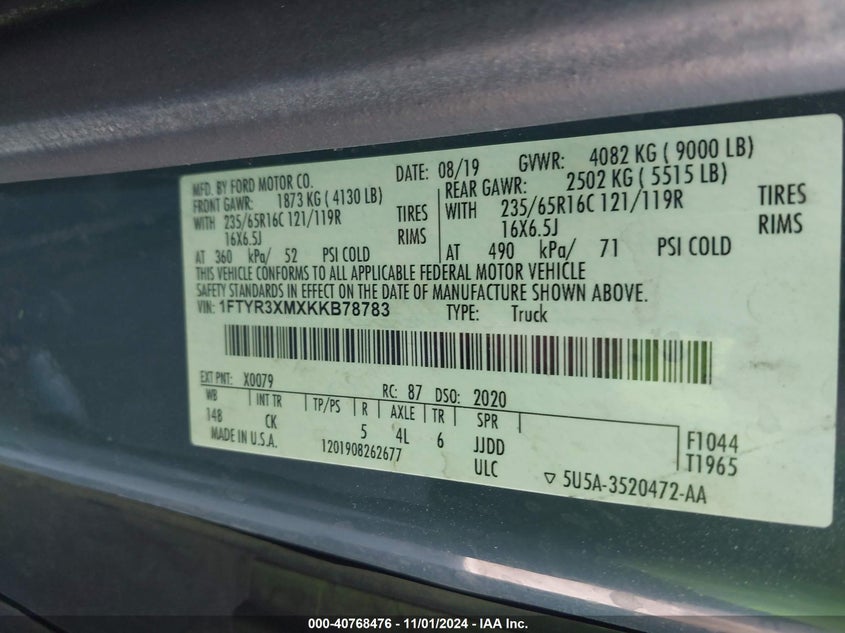 MFD. BY FORD MOTOR CO. DATE: 08/19 GVWR: 4082 KG ( 9000 LB)
FRONT GAWR: 1873 KG ( 4130 LB) REAR GAWR: 2502 KG ( 5515 LB)
WITH 235/65R16C 121/119R TIRES WITH 235/65R16C 121/119R TIRES
16X6.5J RIMS 16X6.5J RIMS
AT 360 kPa/ 52 PSI COLD AT 490 kPa/ 71 PSI COLD
THIS VEHICLE CONFORMS TO ALL APPLICABLE FEDERAL MOTOR VEHICLE
SAFETY STANDARDS IN EFFECT ON THE DATE OF MANUFACTURE SHOWN ABOVE.
VIN: 1FTYR3XMXKKB78783 TYPE: Truck
EXT PNT: X0079 RC: 87 DSO: 2020
WB INT TR TP/PS R AXLE TR SPR
148 CK 5 4L 6 JJDD F1044
MADE IN U.S.A. 1201908262677 ULC T1965
▽ 5U5A-3520472-AA
000-40768476 - 11/01/2024 - IAA Inc.